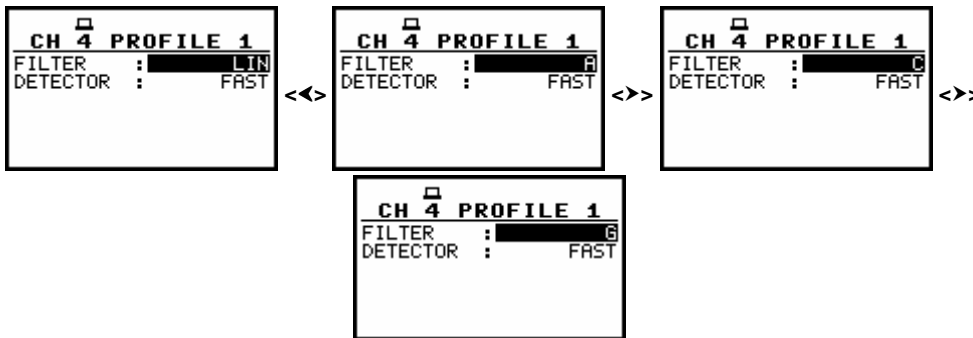 CH 4 PROFILE 1
FILTER : LIN
DETECTOR : FAST
<<>
CH 4 PROFILE 1
FILTER : A
DETECTOR : FAST
<>>
CH 4 PROFILE 1
FILTER : C
DETECTOR : FAST
<>>
CH 4 PROFILE 1
FILTER : G
DETECTOR : FAST